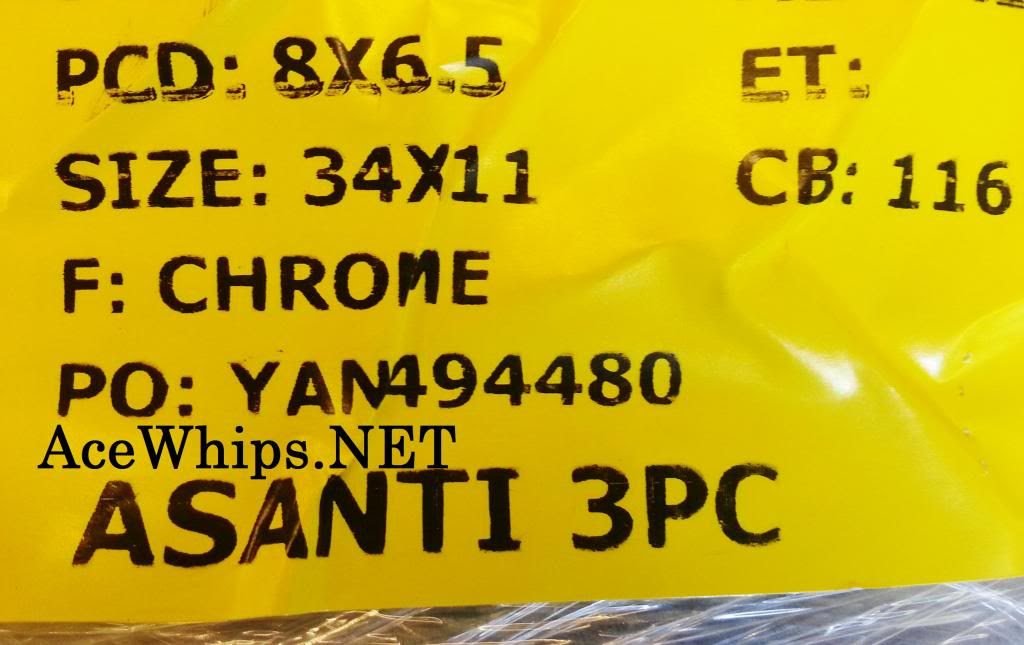 PCD: 8X6.5 ET:
SIZE: 34X11 CB: 116
F: CHROME
PO: YAN494480
AceWhips.NET
ASANTI 3PC